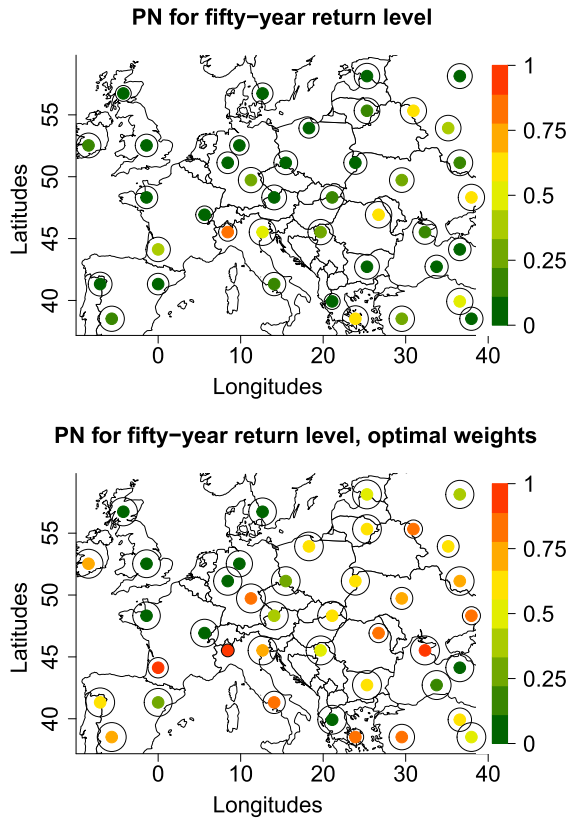 PN for fifty−year return level
1
0.75
0.5
0.25
0
55
50
45
40
Latitudes
0 10 20 30 40
Longitudes
PN for fifty−year return level, optimal weights
1
0.75
0.5
0.25
0
55
50
45
40
Latitudes
0 10 20 30 40
Longitudes